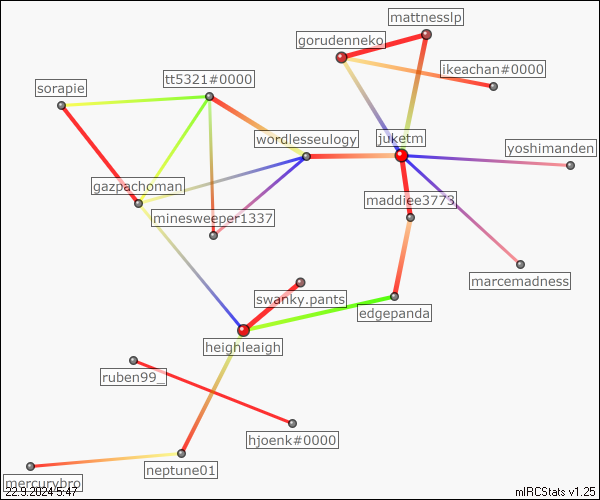 mattnesslp
gorudenneko
ikeachan#0000
tt5321#0000
sorapie
wordlesseulogy
juketm
yoshimanden
gazpachoman
maddiee3773
minesweeper1337
marcemadness
swanky.pants
edgepanda
heighleaigh
ruben99_
hjoenk#0000
neptune01
mercurybro
22.9.2024 5:47
mIRCStats v1.25